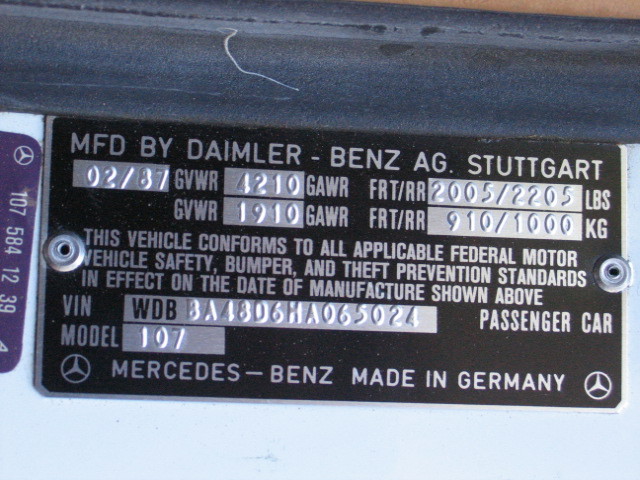 MFD BY DAIMLER - BENZ AG. STUTTGART
02/87 GVWR 4210 GAWR FRT/RR 2005/2205 LBS
GVWR 1910 GAWR FRT/RR 910/1000 KG
THIS VEHICLE CONFORMS TO ALL APPLICABLE FEDERAL MOTOR
VEHICLE SAFETY, BUMPER, AND THEFT PREVENTION STANDARDS
IN EFFECT ON THE DATE OF MANUFACTURE SHOWN ABOVE
VIN WDB BA48D6HA065024 PASSENGER CAR
MODEL 107
MERCEDES - BENZ MADE IN GERMANY
107 584 12 39 A